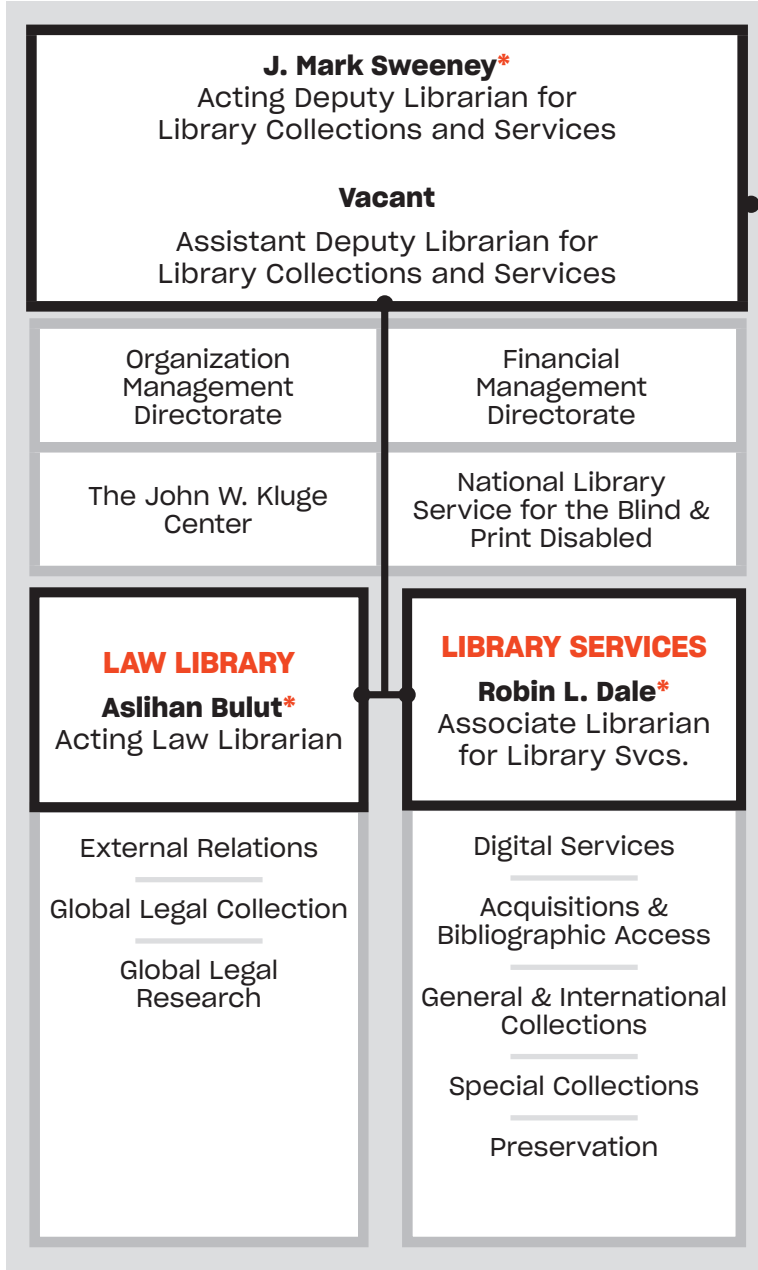 J. Mark Sweeney*
Acting Deputy Librarian for
Library Collections and Services
Vacant
Assistant Deputy Librarian for
Library Collections and Services
Organization
Management
Directorate
Financial
Management
Directorate
The John W. Kluge
Center
National Library
Service for the Blind &
Print Disabled
LAW LIBRARY
Aslihan Bulut*
Acting Law Librarian
External Relations
Global Legal Collection
Global Legal
Research
LIBRARY SERVICES
Robin L. Dale*
Associate Librarian
for Library Svcs.
Digital Services
Acquisitions &
Bibliographic Access
General & International
Collections
Special Collections
Preservation